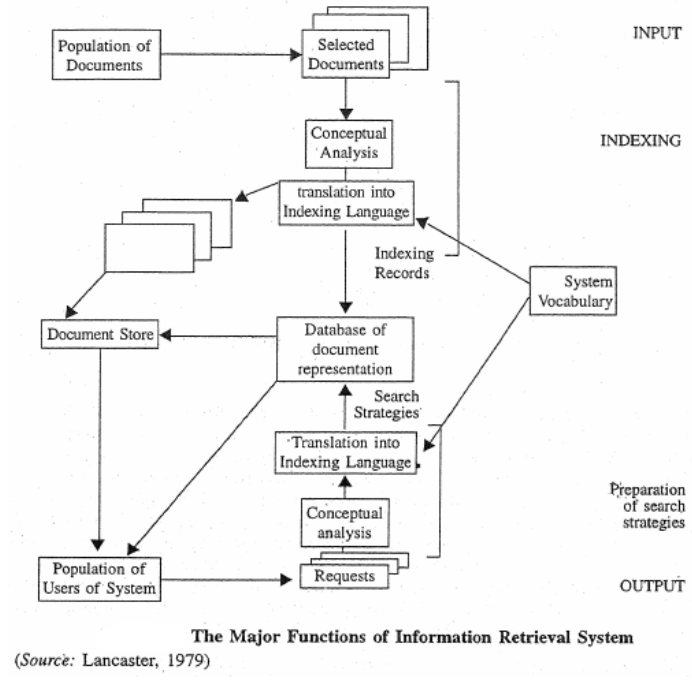 Population of
Documents
Selected
Documents
INPUT
Conceptual
Analysis
INDEXING
translation into
Indexing Language
Indexing
Records
System
Vocabulary
Document Store
Database of
document
representation
Search
Strategies
Translation into
Indexing Language
Conceptual
analysis
Preparation
of search
strategies
Population of
Users of System
Requests
OUTPUT
The Major Functions of Information Retrieval System
(Source: Lancaster, 1979)